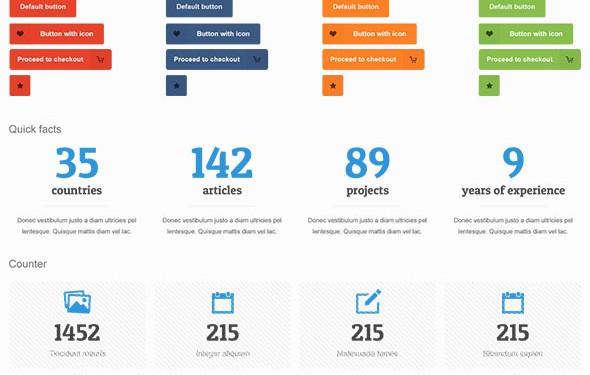 Default button Default button Default button Default button
Button with icon Button with icon Button with icon Button with icon
Proceed to checkout Proceed to checkout Proceed to checkout Proceed to checkout
Quick facts
35 142 89 9
countries articles projects years of experience
Donec vestibulum justo a diam ultricies pel Donec vestibulum justo a diam ultricies pel Donec vestibulum justo a diam ultricies pel Donec vestibulum justo a diam ultricies pel
lentesque. Quisque mattis diam vel lac. lentesque. Quisque mattis diam vel lac. lentesque. Quisque mattis diam vel lac. lentesque. Quisque mattis diam vel lac.
Counter
1452 215 215 215
Tincidunt mauris Integer aliquam Malesuada fames Bibendum sapien